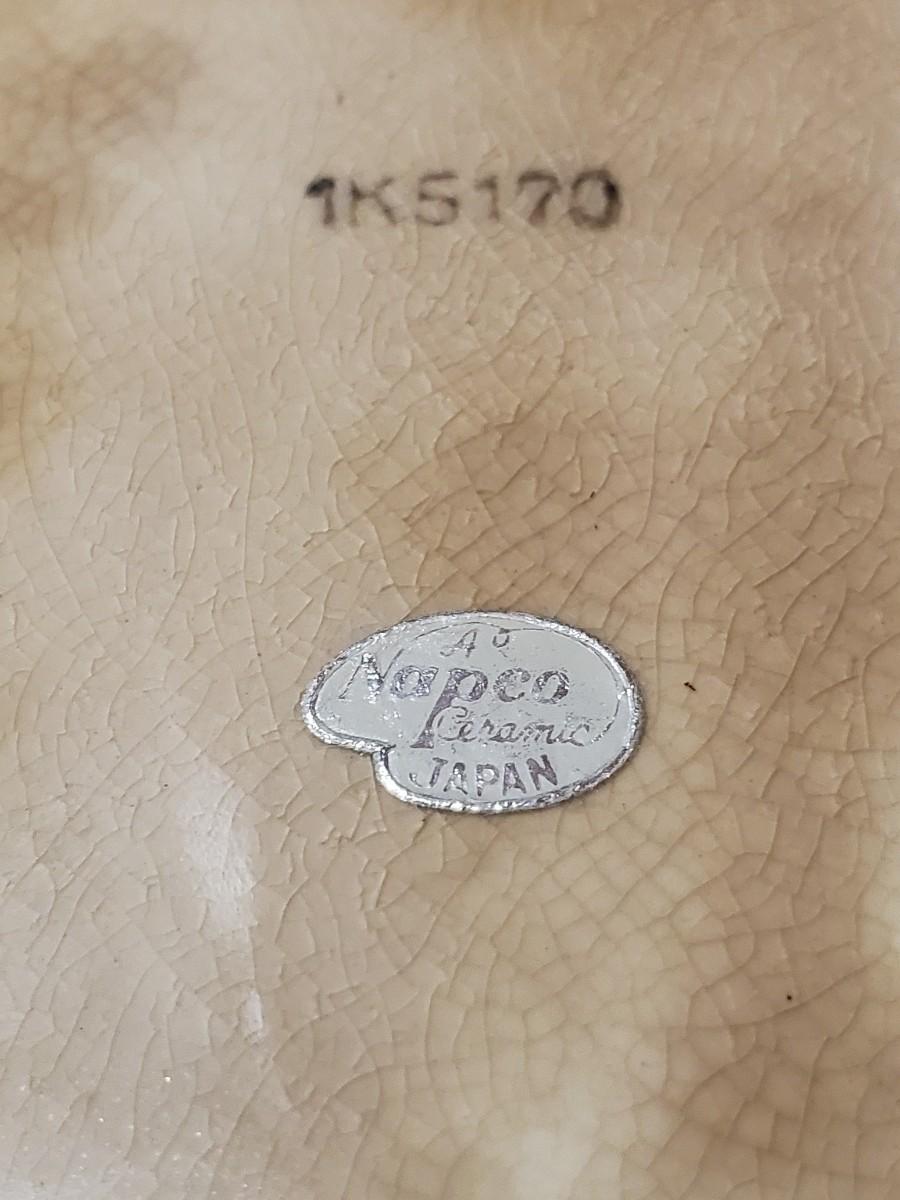 1K5170
A
Napco
Ceramic
JAPAN